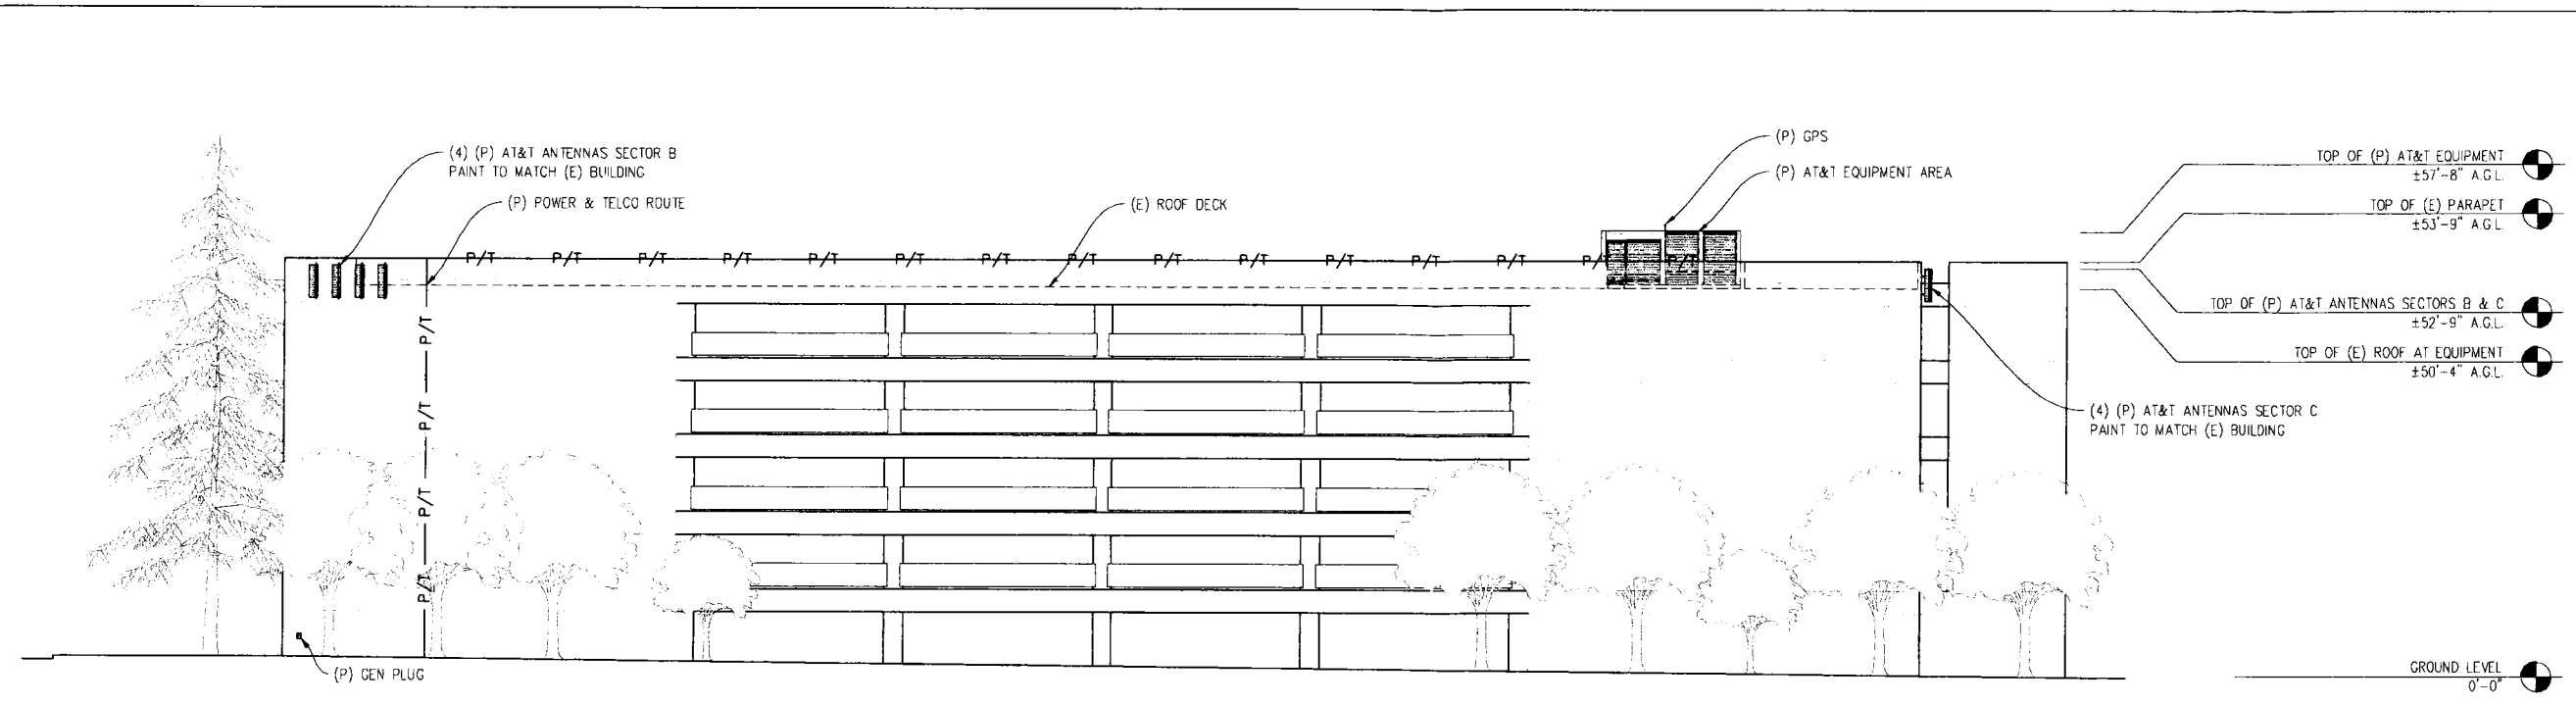 (4) (P) AT&T ANTENNAS SECTOR B
PAINT TO MATCH (E) BUILDING
(P) POWER & TELCO ROUTE
(E) ROOF DECK
(P) GPS
(P) AT&T EQUIPMENT AREA
TOP OF (P) AT&T EQUIPMENT
±57'-8" A.G.L.
TOP OF (E) PARAPET
±53'-9" A.G.L.
TOP OF (P) AT&T ANTENNAS SECTORS B & C
±52'-9" A.G.L.
TOP OF (E) ROOF AT EQUIPMENT
±50'-4" A.G.L.
(4) (P) AT&T ANTENNAS SECTOR C
PAINT TO MATCH (E) BUILDING
P/T P/T P/T P/T P/T P/T P/T P/T P/T P/T P/T P/T P/T P/T P/T
P/T
P/T
P/T
P/T
(P) GEN PLUG
GROUND LEVEL
0'-0"